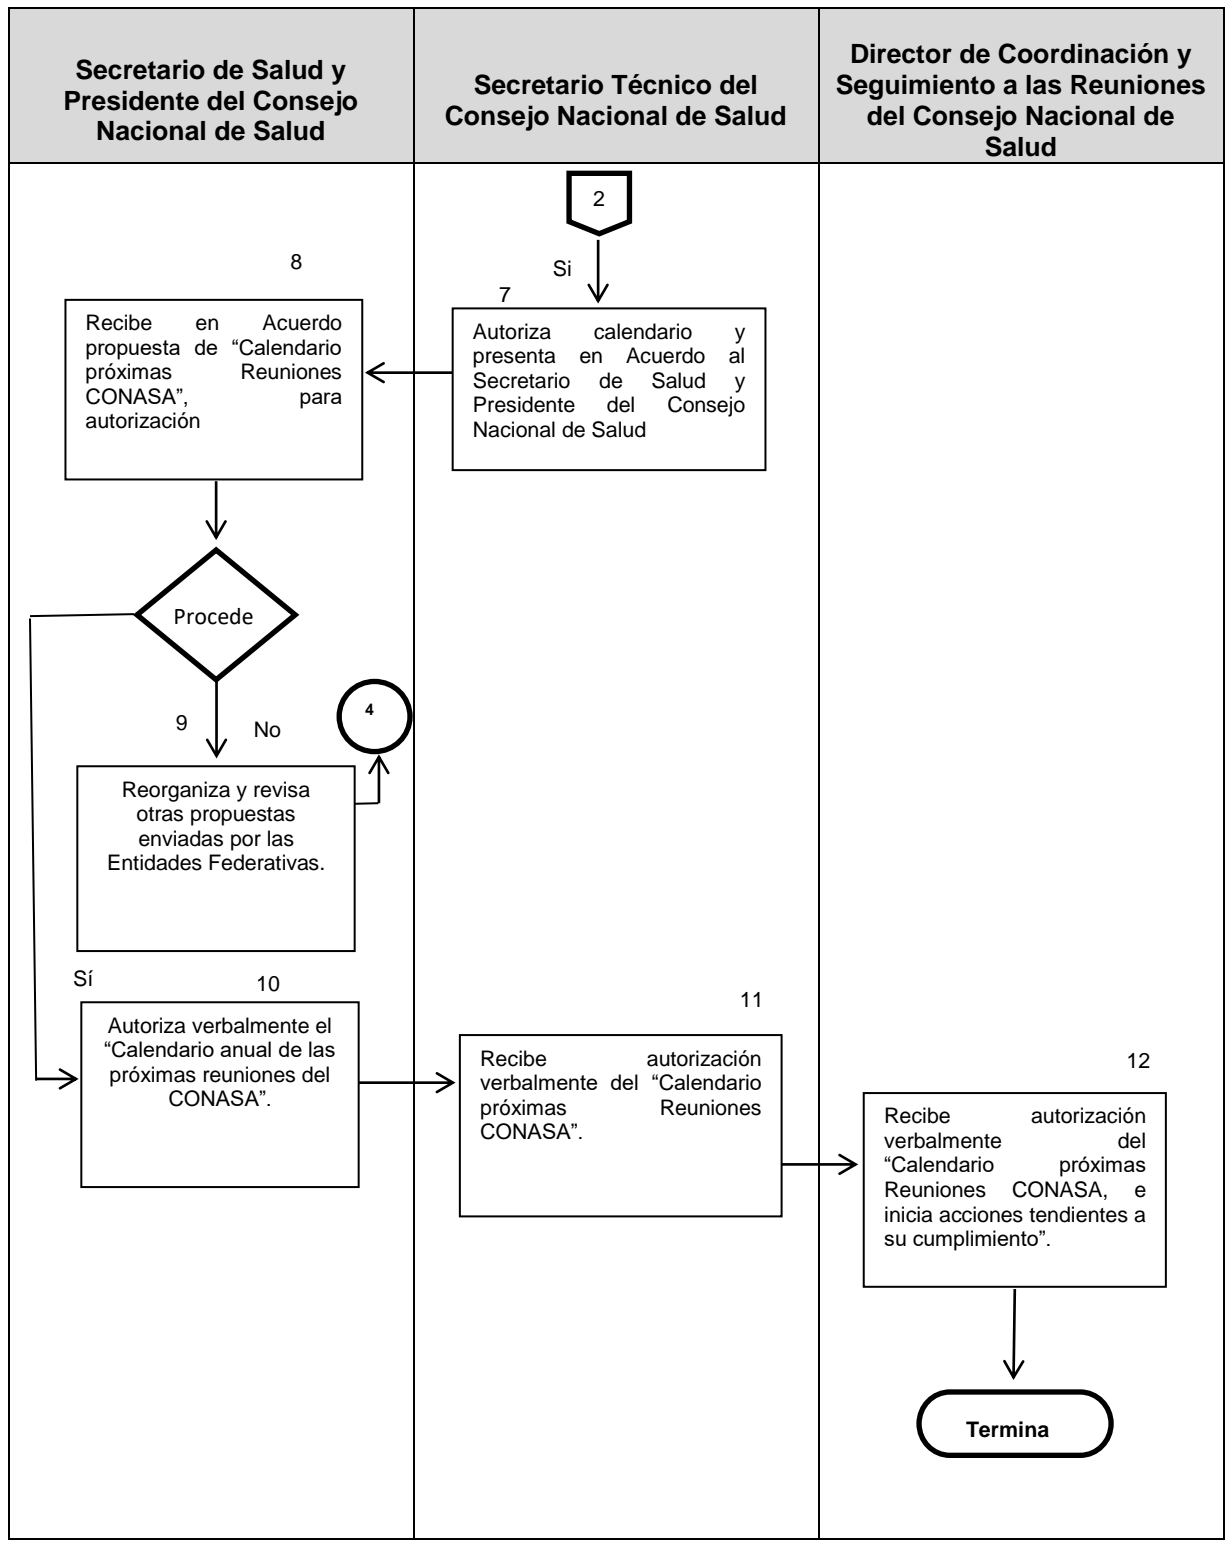 Secretario de Salud y
Presidente del Consejo
Nacional de Salud
Secretario Técnico del
Consejo Nacional de Salud
Director de Coordinación y
Seguimiento a las Reuniones
del Consejo Nacional de
Salud
2
Si
7
Autoriza calendario y
presenta en Acuerdo al
Secretario de Salud y
Presidente del Consejo
Nacional de Salud
8
Recibe en Acuerdo
propuesta de “Calendario
próximas Reuniones
CONASA”, para
autorización
Procede
9
No
4
Reorganiza y revisa
otras propuestas
enviadas por las
Entidades Federativas.
Sí
10
Autoriza verbalmente el
“Calendario anual de las
próximas reuniones del
CONASA”.
11
Recibe autorización
verbalmente del “Calendario
próximas Reuniones
CONASA”.
12
Recibe autorización
verbalmente del
“Calendario próximas
Reuniones CONASA, e
inicia acciones tendientes a
su cumplimiento”.
Termina